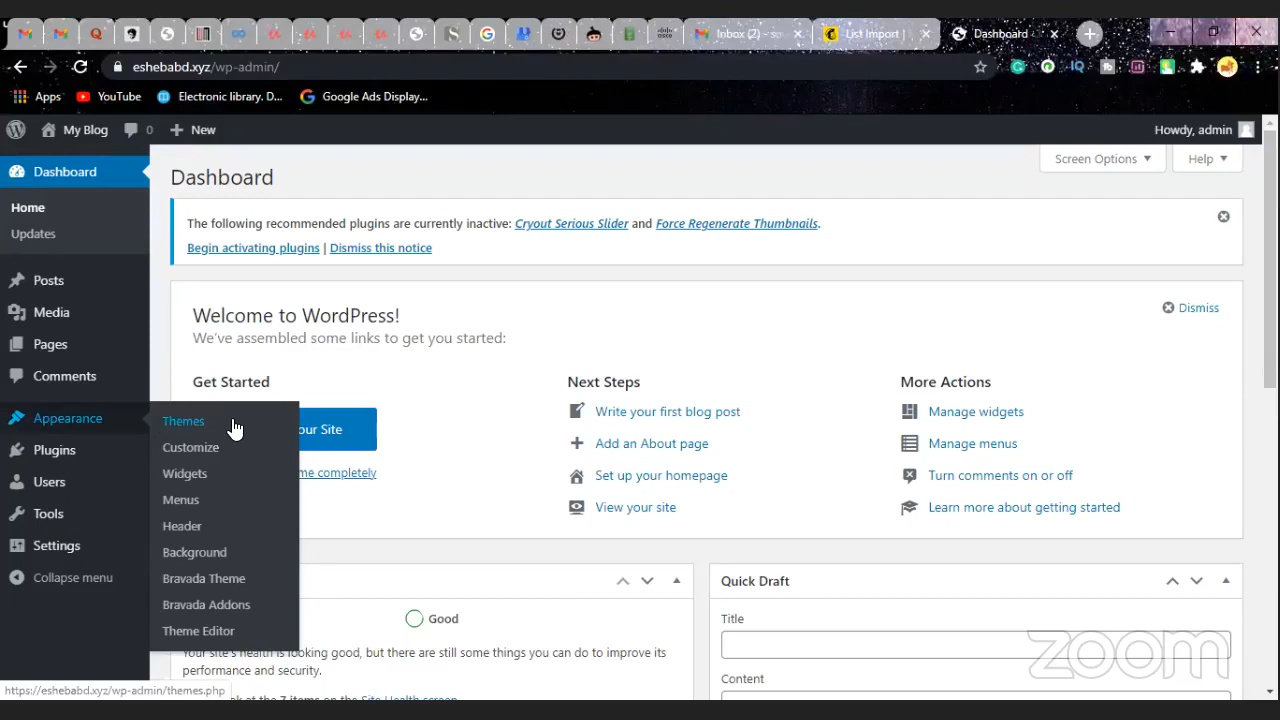 Inbox (2) - su
List Import |
Dashboard
eshebabd.xyz/wp-admin/
Apps
YouTube
Electronic library. D...
Google Ads Display...
My Blog
0
New
Howdy, admin
Dashboard
Home
Updates
Posts
Media
Pages
Comments
Appearance
Plugins
Users
Tools
Settings
Collapse menu
Themes
Customize
Widgets
Menus
Header
Background
Bravada Theme
Bravada Addons
Theme Editor
Screen Options
Help
Dashboard
The following recommended plugins are currently inactive: Cryout Serious Slider and Force Regenerate Thumbnails.
Begin activating plugins | Dismiss this notice
Welcome to WordPress!
Dismiss
We've assembled some links to get you started:
Get Started
our Site
me completely
Next Steps
Write your first blog post
Add an About page
Set up your homepage
View your site
More Actions
Manage widgets
Manage menus
Turn comments on or off
Learn more about getting started
Good
Your site's health is looking good, but there are still some things you can do to improve its
performance and security.
7 items on the Site Health screen
Quick Draft
Title
Content
zoom
https://eshebabd.xyz/wp-admin/themes.php